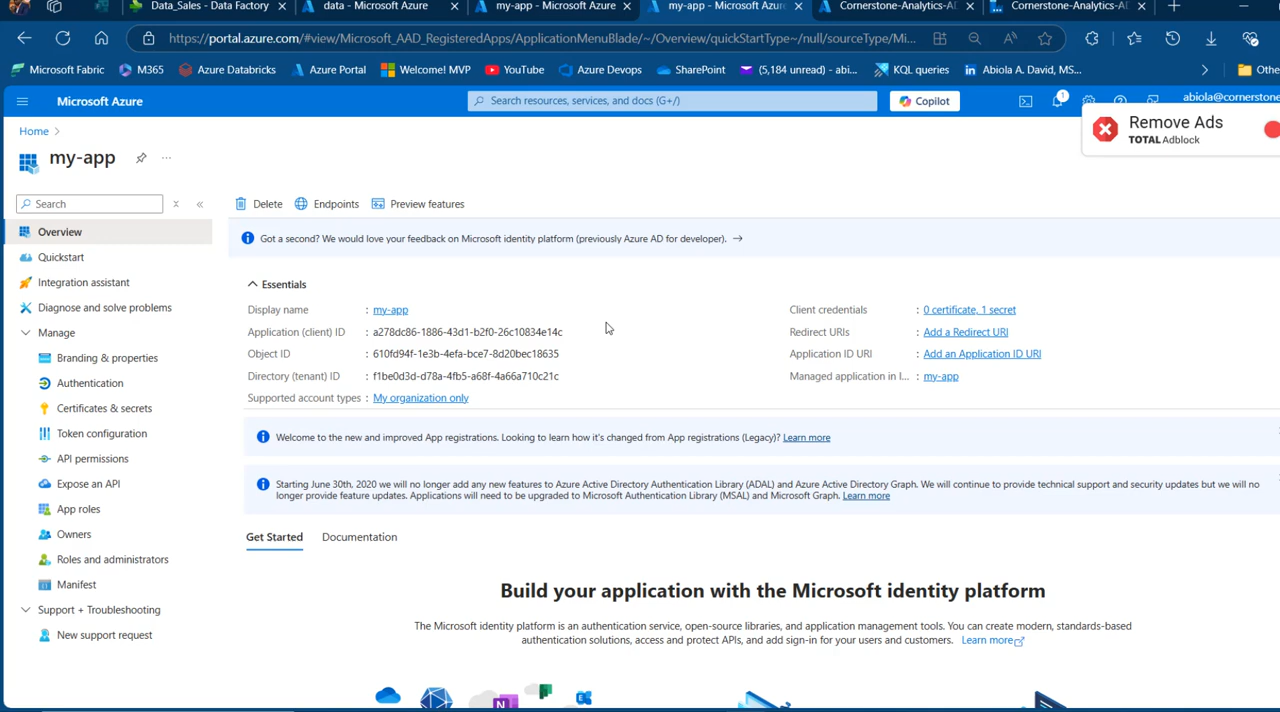 Data_Sales - Data Factory
data - Microsoft Azure
my-app - Microsoft Azure
my-app - Microsoft Azure
Cornerstone-Analytics-AD
Cornerstone-Analytics-AD
https://portal.azure.com/#view/Microsoft_AAD_RegisteredApps/ApplicationMenuBlade/~/Overview/quickStartType~/null/sourceType/Mi...
Microsoft Fabric
M365
Azure Databricks
Azure Portal
Welcome! MVP
YouTube
Azure Devops
SharePoint
(5,184 unread) - abi...
KQL queries
Abiola A. David, MS...
Othe
Microsoft Azure
Search resources, services, and docs (G+/)
Copilot
1
abiola@cornerstone
Home
Remove Ads
TOTAL Adblock
my-app
Search
Delete
Endpoints
Preview features
Overview
Quickstart
Integration assistant
Diagnose and solve problems
Manage
Branding & properties
Authentication
Certificates & secrets
Token configuration
API permissions
Expose an API
App roles
Owners
Roles and administrators
Manifest
Support + Troubleshooting
New support request
Got a second? We would love your feedback on Microsoft identity platform (previously Azure AD for developer).
Essentials
Display name : my-app
Application (client) ID : a278dc86-1886-43d1-b2f0-26c10834e14c
Object ID : 610fd94f-1e3b-4efa-bce7-8d20bec18635
Directory (tenant) ID : f1be0d3d-d78a-4fb5-a68f-4a66a710c21c
Supported account types : My organization only
Client credentials : 0 certificate, 1 secret
Redirect URIs : Add a Redirect URI
Application ID URI : Add an Application ID URI
Managed application in l... : my-app
Welcome to the new and improved App registrations. Looking to learn how it's changed from App registrations (Legacy)? Learn more
Starting June 30th, 2020 we will no longer add any new features to Azure Active Directory Authentication Library (ADAL) and Azure Active Directory Graph. We will continue to provide technical support and security updates but we will no
longer provide feature updates. Applications will need to be upgraded to Microsoft Authentication Library (MSAL) and Microsoft Graph. Learn more
Get Started
Documentation
Build your application with the Microsoft identity platform
The Microsoft identity platform is an authentication service, open-source libraries, and application management tools. You can create modern, standards-based
authentication solutions, access and protect APIs, and add sign-in for your users and customers. Learn more